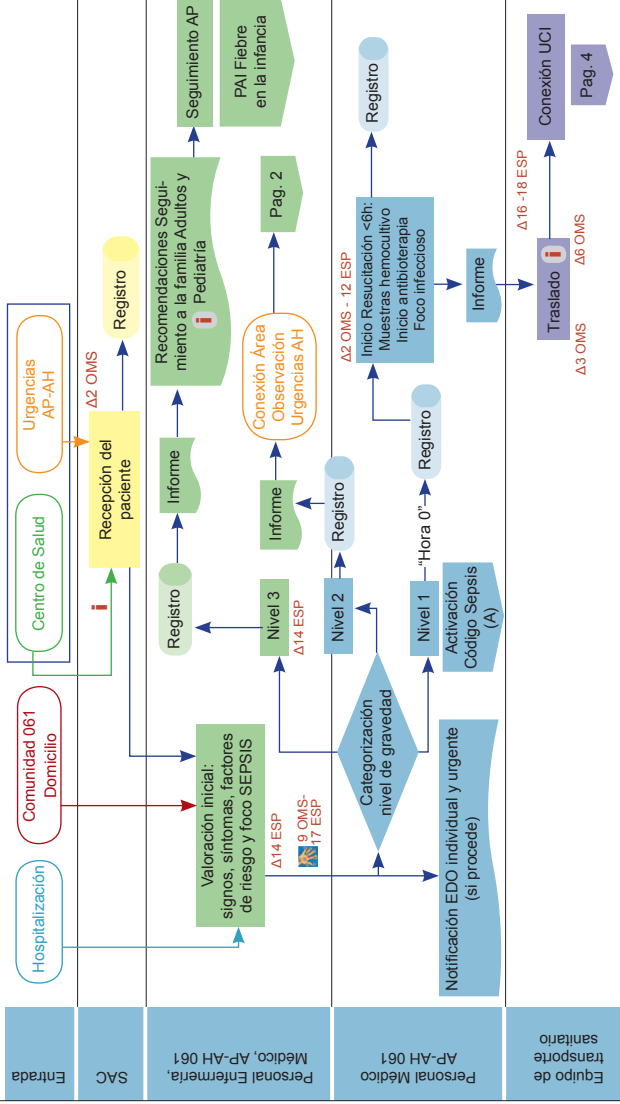 Entrada
Hospitalización
Comunidad 061
Domicilio
Centro de Salud
Urgencias
AP-AH
SAC
i
Recepción del
paciente
Δ2 OMS
Registro
Personal Enfermería,
Médico, AP-AH 061
Valoración inicial:
signos, síntomas, factores
de riesgo y foco SEPSIS
Δ14 ESP
9 OMS-
17 ESP
Nivel 3
Δ14 ESP
Registro
Informe
Recomendaciones Segui-
miento a la familia Adultos y
i Pediatría
Seguimiento AP
PAI Fiebre
en la infancia
Informe
Conexión Área
Observación
Urgencias AH
Pag. 2
Personal Médico
AP-AH 061
Notificación EDO individual y urgente
(si procede)
Categorización
nivel de gravedad
Nivel 2
Registro
Nivel 1
"Hora 0"
Activación
Código Sepsis
(A)
Registro
Δ2 OMS - 12 ESP
Inicio Resucitación <6h:
Muestras hemocultivo
Inicio antibioterapia
Foco infeccioso
Registro
Informe
Equipo de
transporte
sanitario
Δ3 OMS
Traslado i
Δ6 OMS
Δ16 -18 ESP
Conexión UCI
Pag. 4